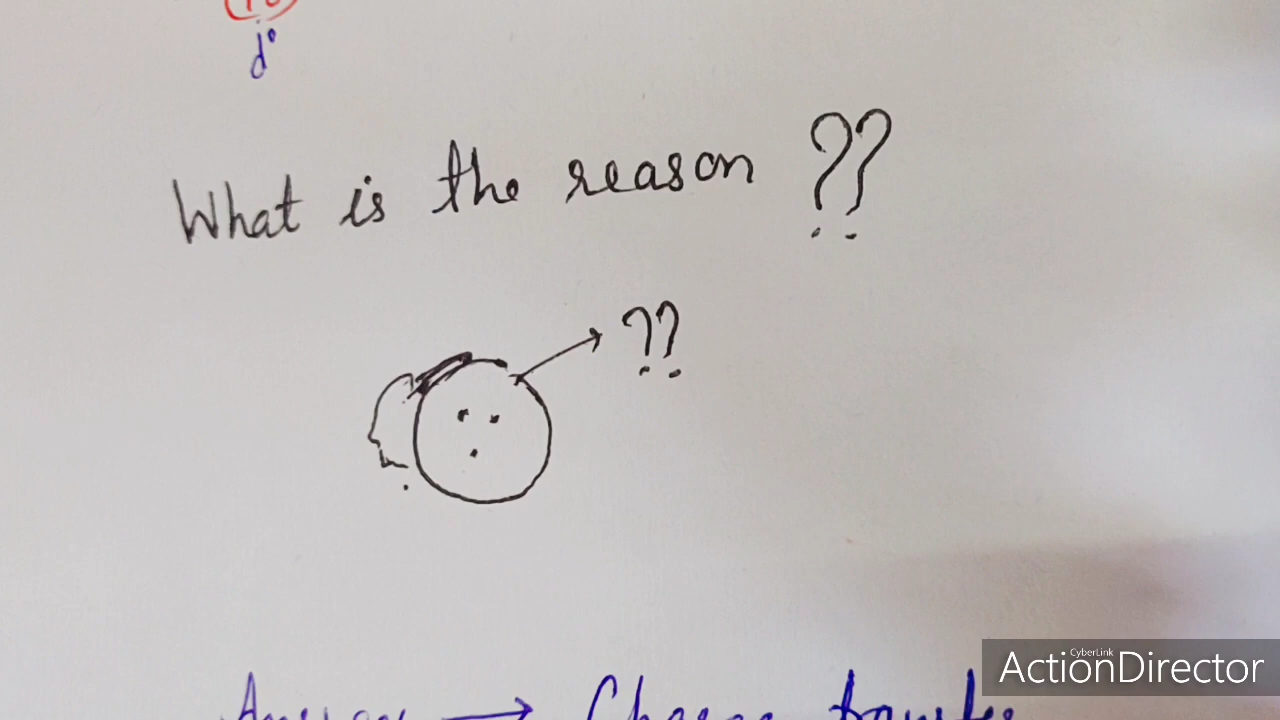 d°
What is the reason ??
??
Answer → Charge transfer
CyberLink
ActionDirector